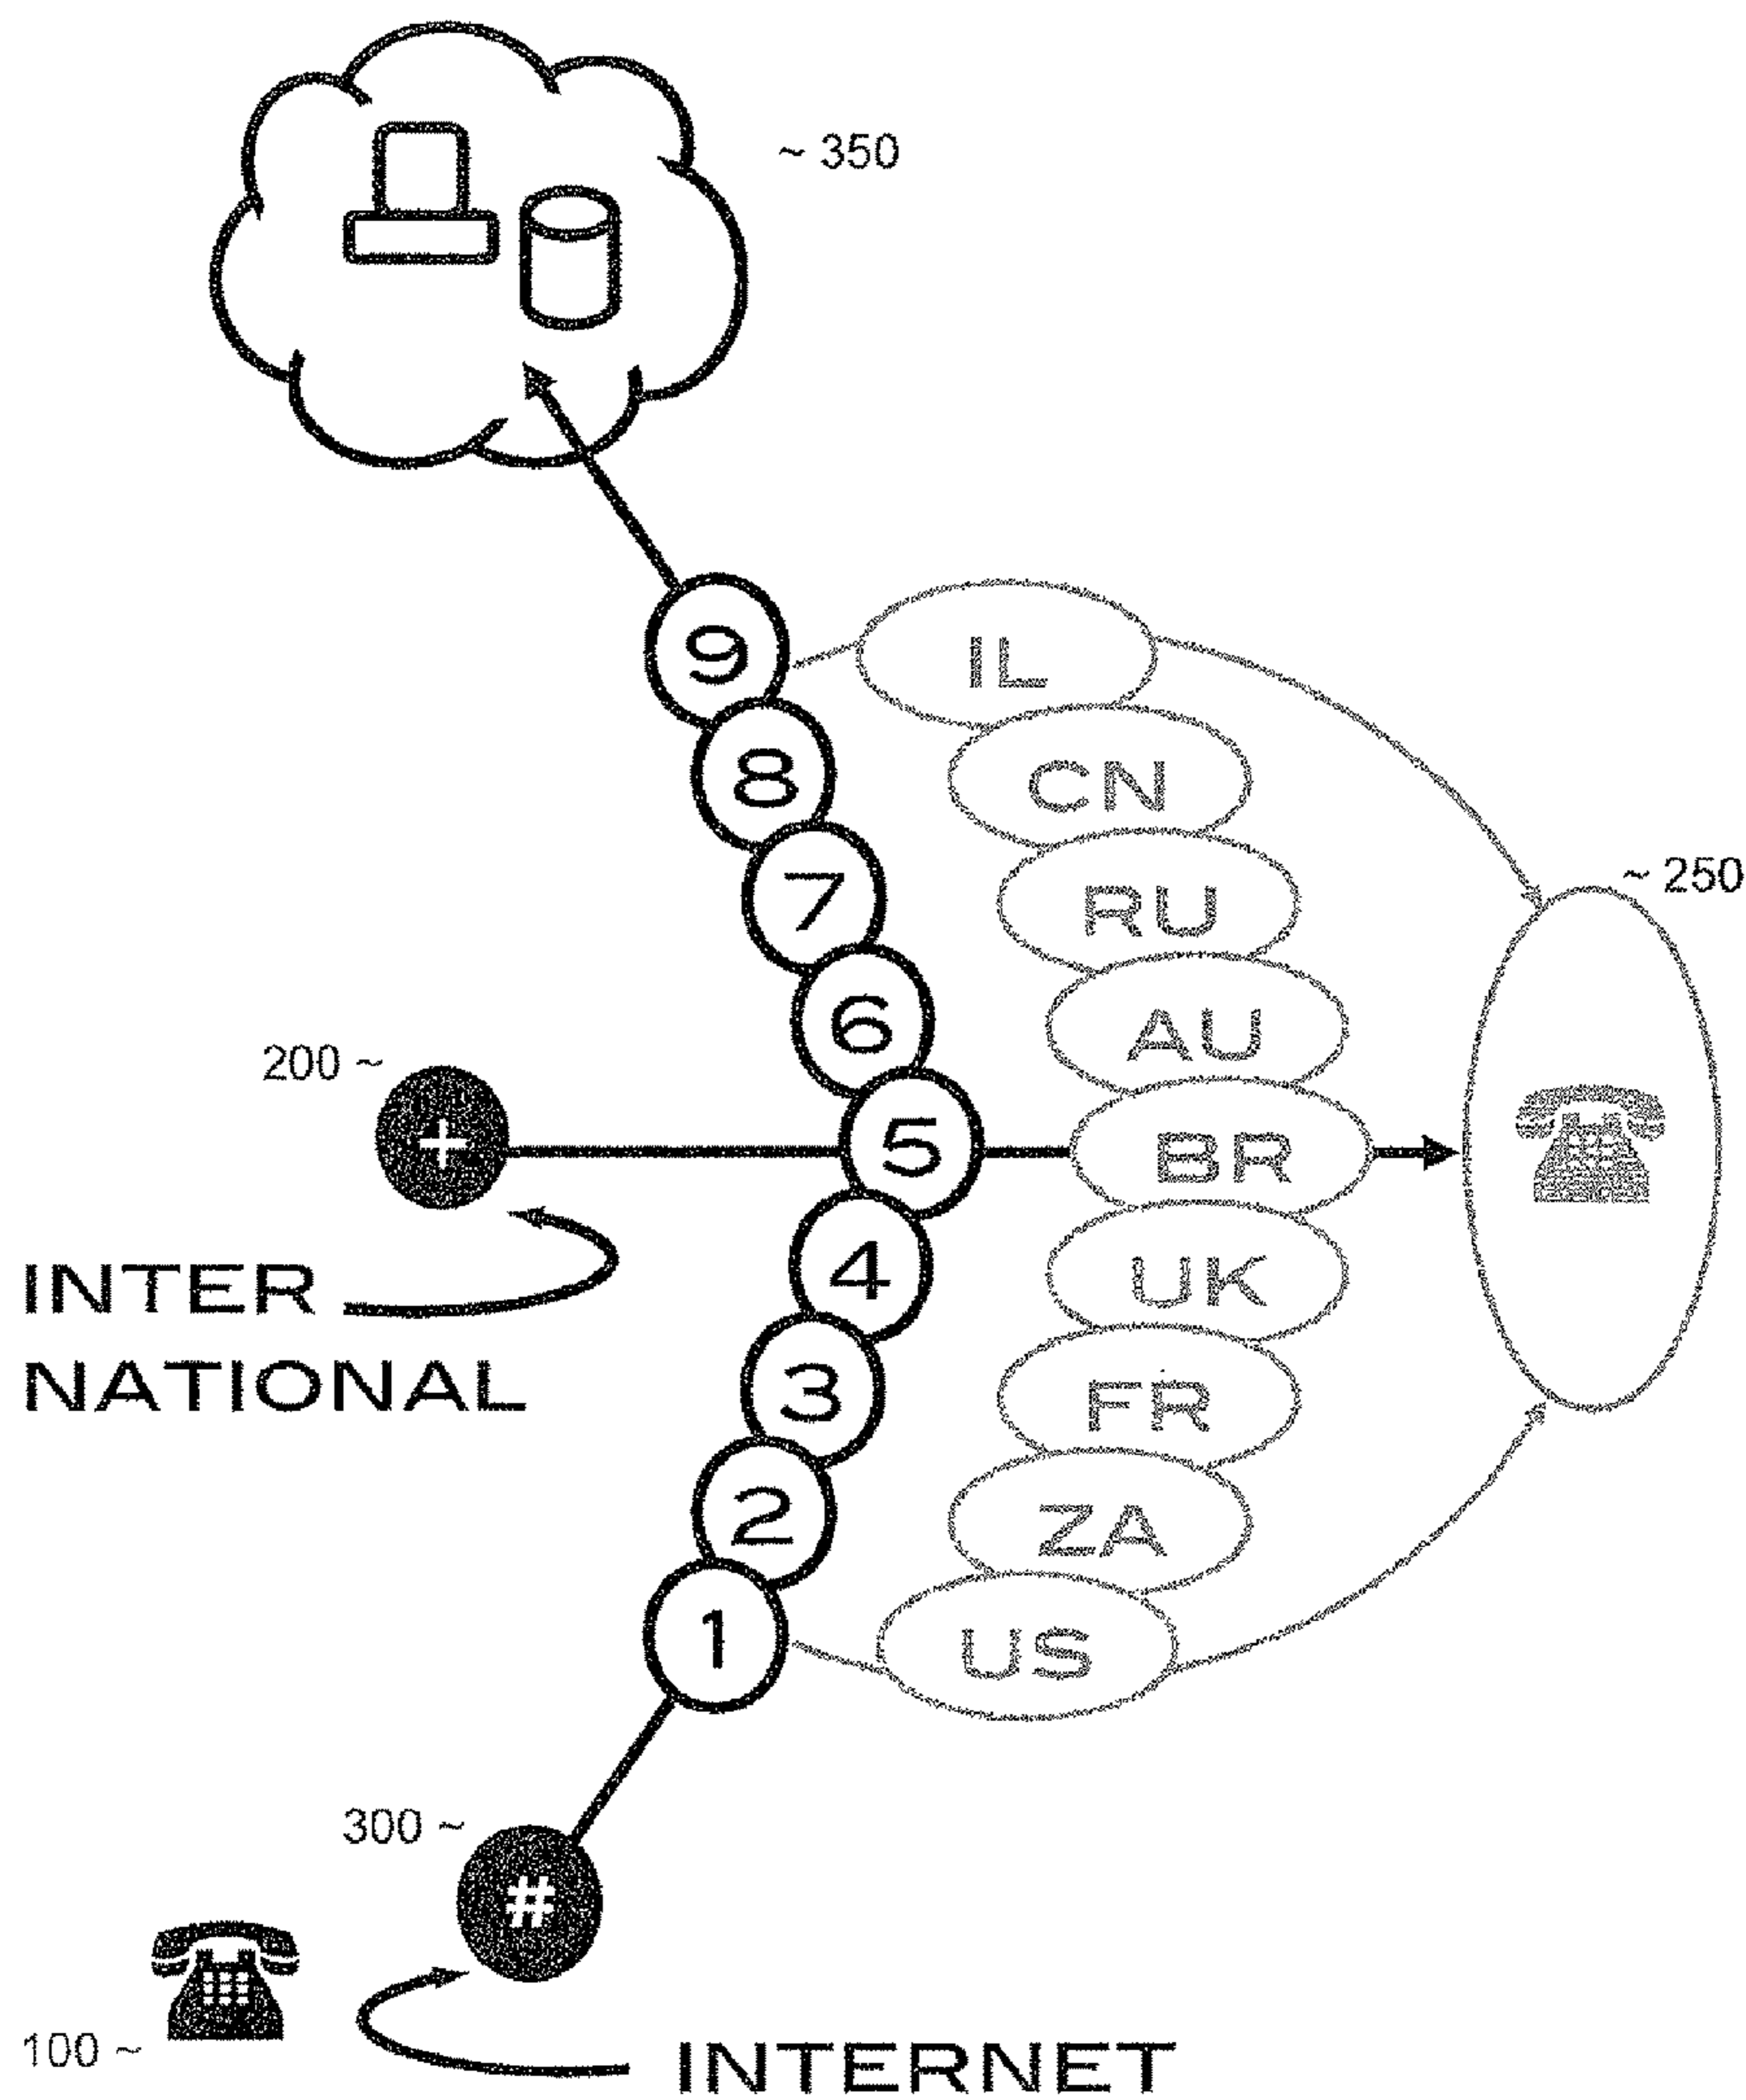 ~ 350
9
IL
8
CN
7
RU
~ 250
6
AU
200 ~
+
5
BR
INTER
NATIONAL
4
UK
3
FR
2
ZA
1
US
300 ~
#
100 ~
INTERNET